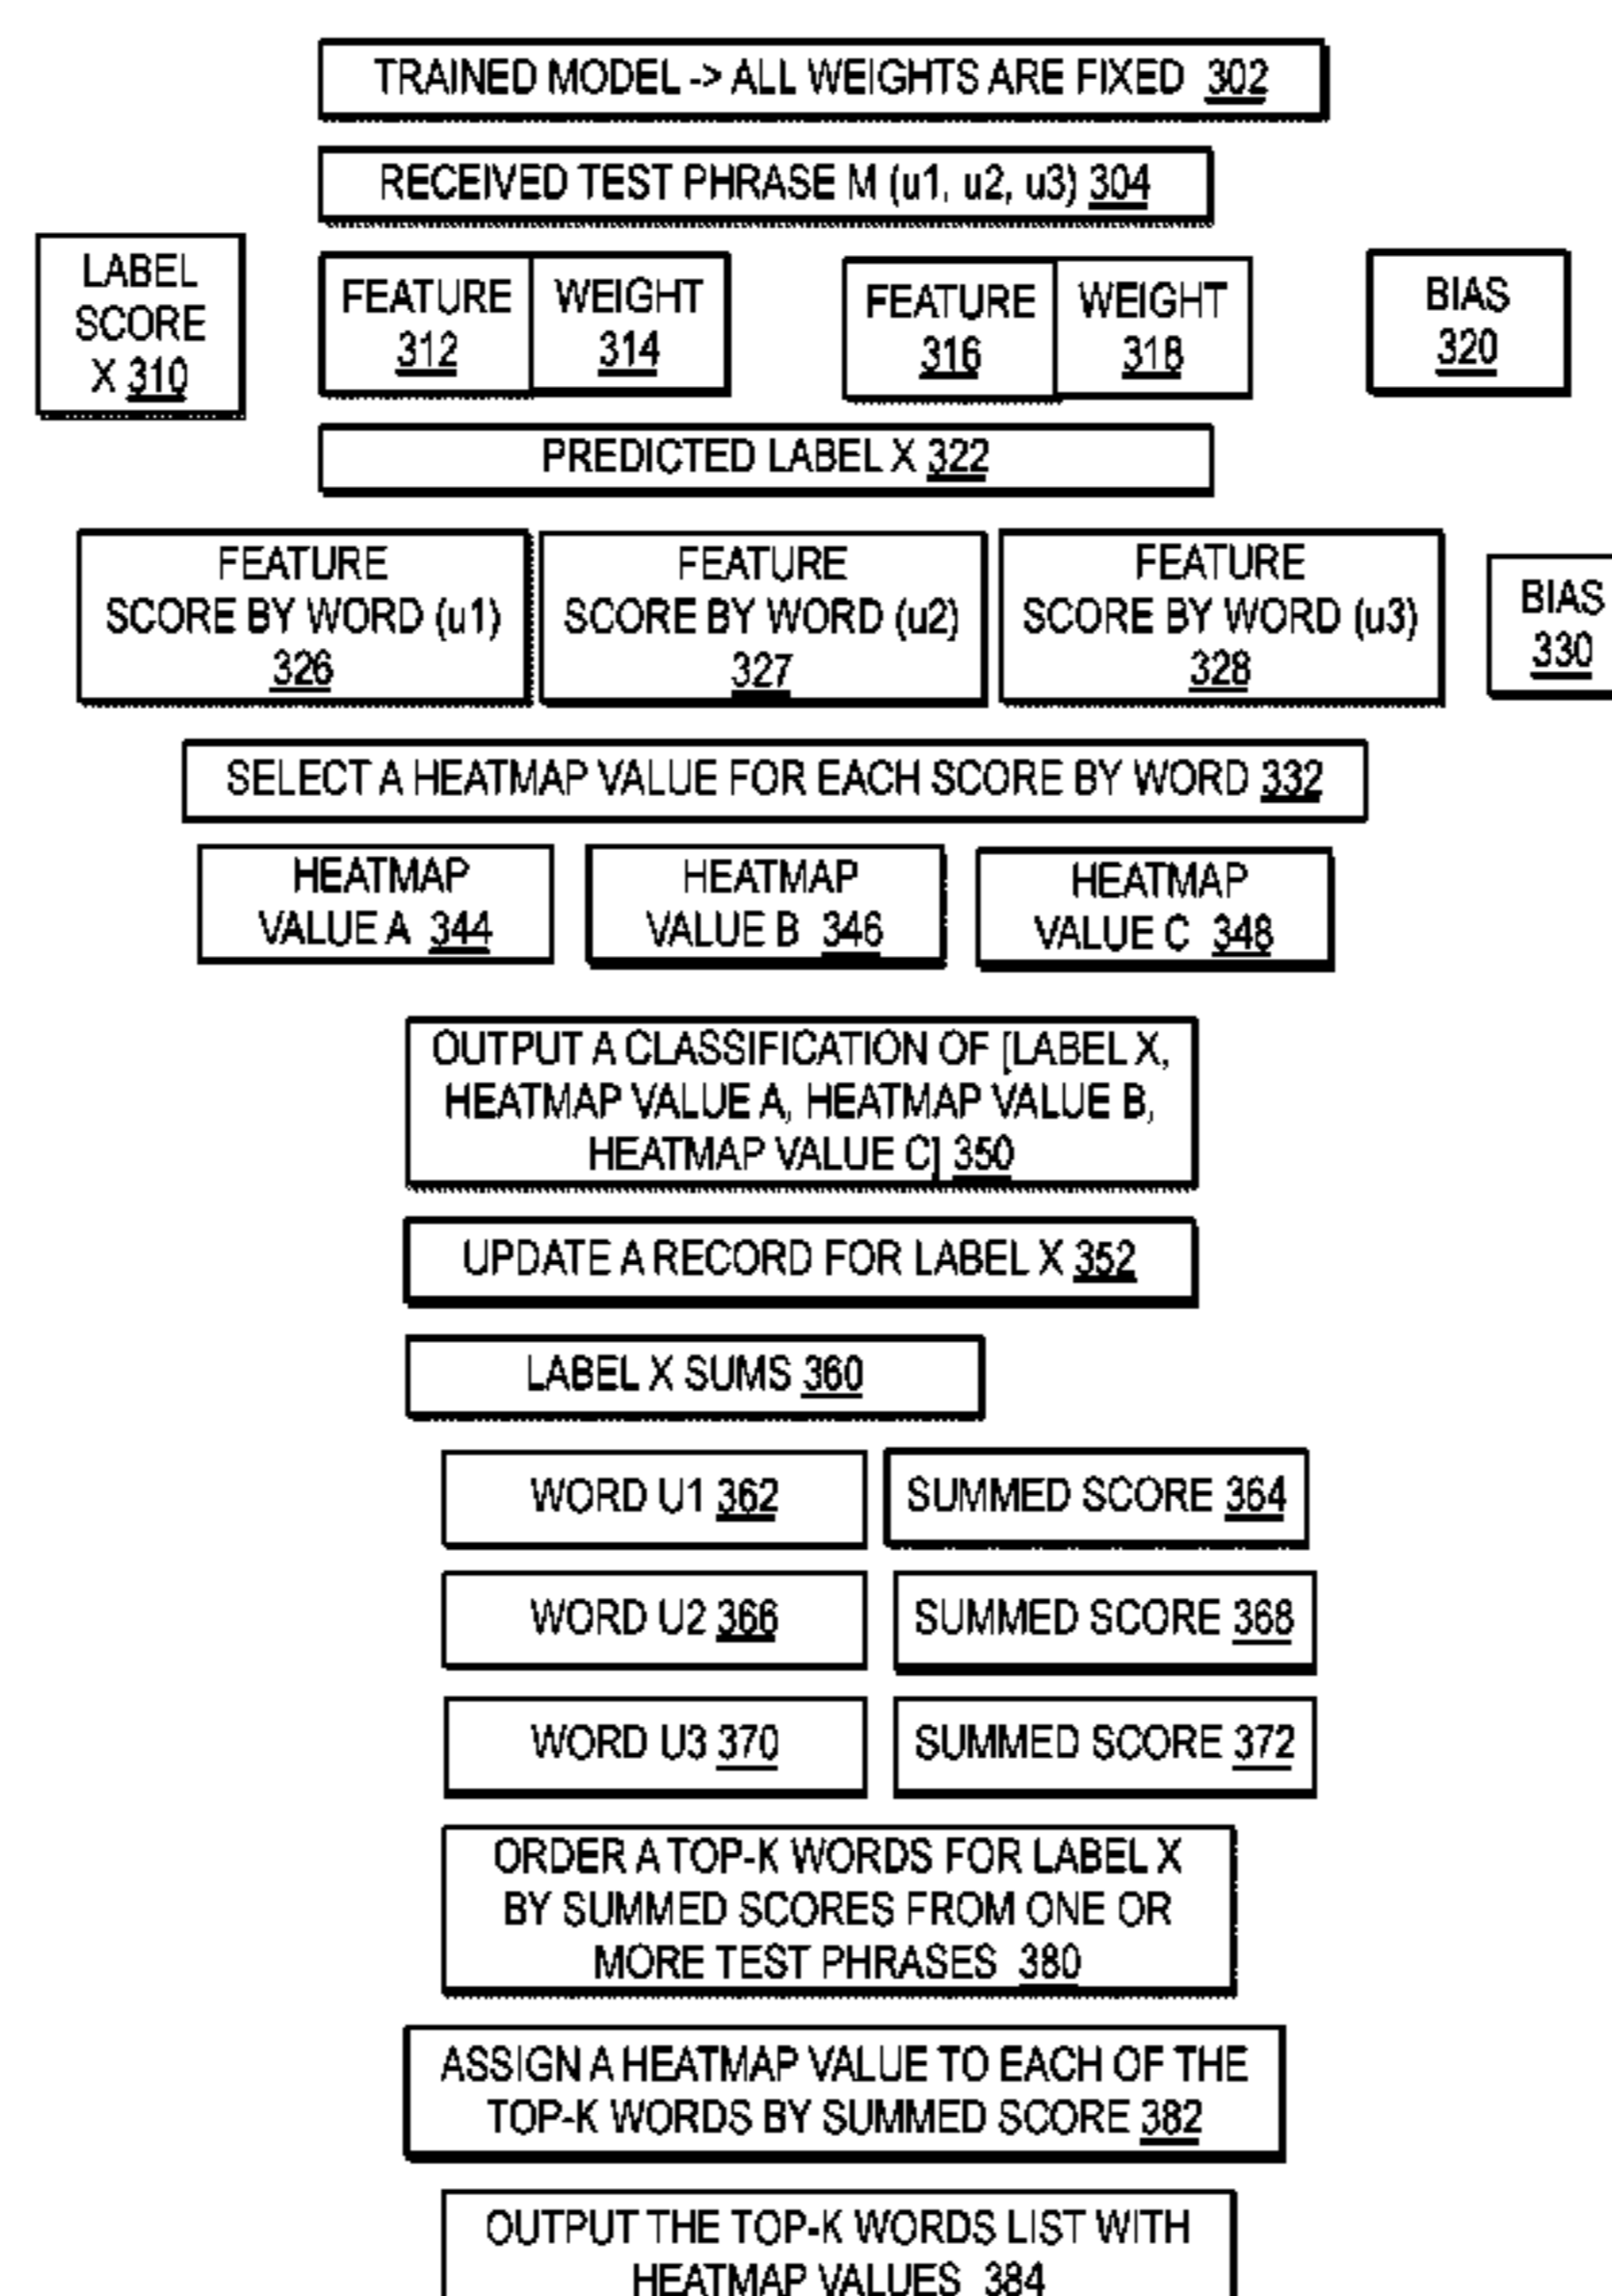 TRAINED MODEL -> ALL WEIGHTS ARE FIXED 302
RECEIVED TEST PHRASE M (u1, u2, u3) 304
LABEL
SCORE
X 310
FEATURE
312
WEIGHT
314
FEATURE
316
WEIGHT
318
BIAS
320
PREDICTED LABEL X 322
FEATURE
SCORE BY WORD (u1)
326
FEATURE
SCORE BY WORD (u2)
327
FEATURE
SCORE BY WORD (u3)
328
BIAS
330
SELECT A HEATMAP VALUE FOR EACH SCORE BY WORD 332
HEATMAP
VALUE A 344
HEATMAP
VALUE B 346
HEATMAP
VALUE C 348
OUTPUT A CLASSIFICATION OF [LABEL X,
HEATMAP VALUE A, HEATMAP VALUE B,
HEATMAP VALUE C] 350
UPDATE A RECORD FOR LABEL X 352
LABEL X SUMS 360
WORD U1 362
SUMMED SCORE 364
WORD U2 366
SUMMED SCORE 368
WORD U3 370
SUMMED SCORE 372
ORDER A TOP-K WORDS FOR LABEL X
BY SUMMED SCORES FROM ONE OR
MORE TEST PHRASES 380
ASSIGN A HEATMAP VALUE TO EACH OF THE
TOP-K WORDS BY SUMMED SCORE 382
OUTPUT THE TOP-K WORDS LIST WITH
HEATMAP VALUES 384